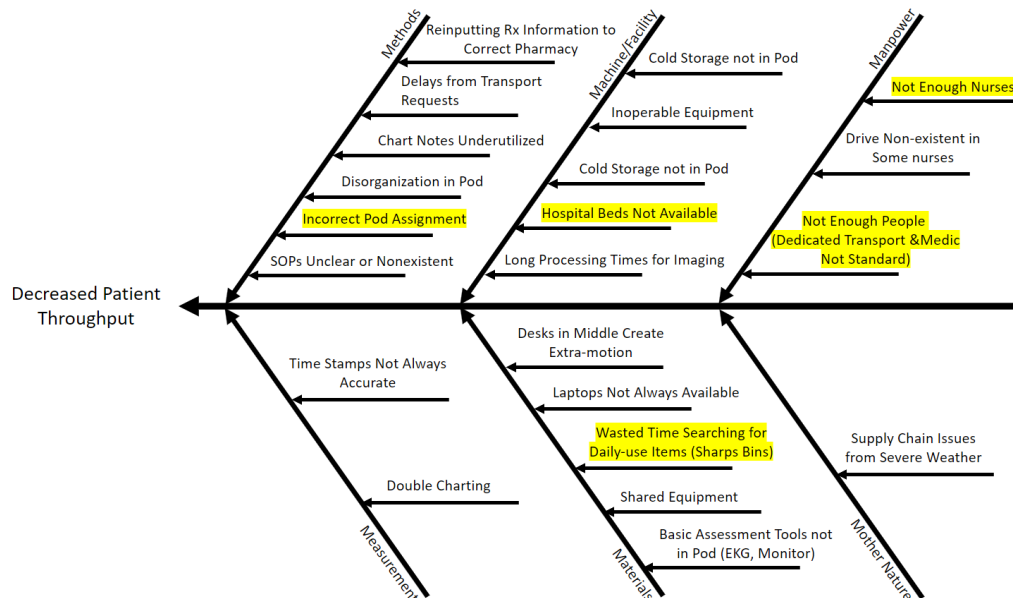 Methods
Reinputting Rx Information to
Correct Pharmacy
Delays from Transport
Requests
Chart Notes Underutilized
Disorganization in Pod
Incorrect Pod Assignment
SOPs Unclear or Nonexistent
Machine/Facility
Cold Storage not in Pod
Inoperable Equipment
Cold Storage not in Pod
Hospital Beds Not Available
Long Processing Times for Imaging
Manpower
Not Enough Nurses
Drive Non-existent in
Some nurses
Not Enough People
(Dedicated Transport &Medic
Not Standard)
Decreased Patient
Throughput
Time Stamps Not Always
Accurate
Double Charting
Measurement
Desks in Middle Create
Extra-motion
Laptops Not Always Available
Wasted Time Searching for
Daily-use Items (Sharps Bins)
Shared Equipment
Basic Assessment Tools not
in Pod (EKG, Monitor)
Materials
Supply Chain Issues
from Severe Weather
Mother Nature